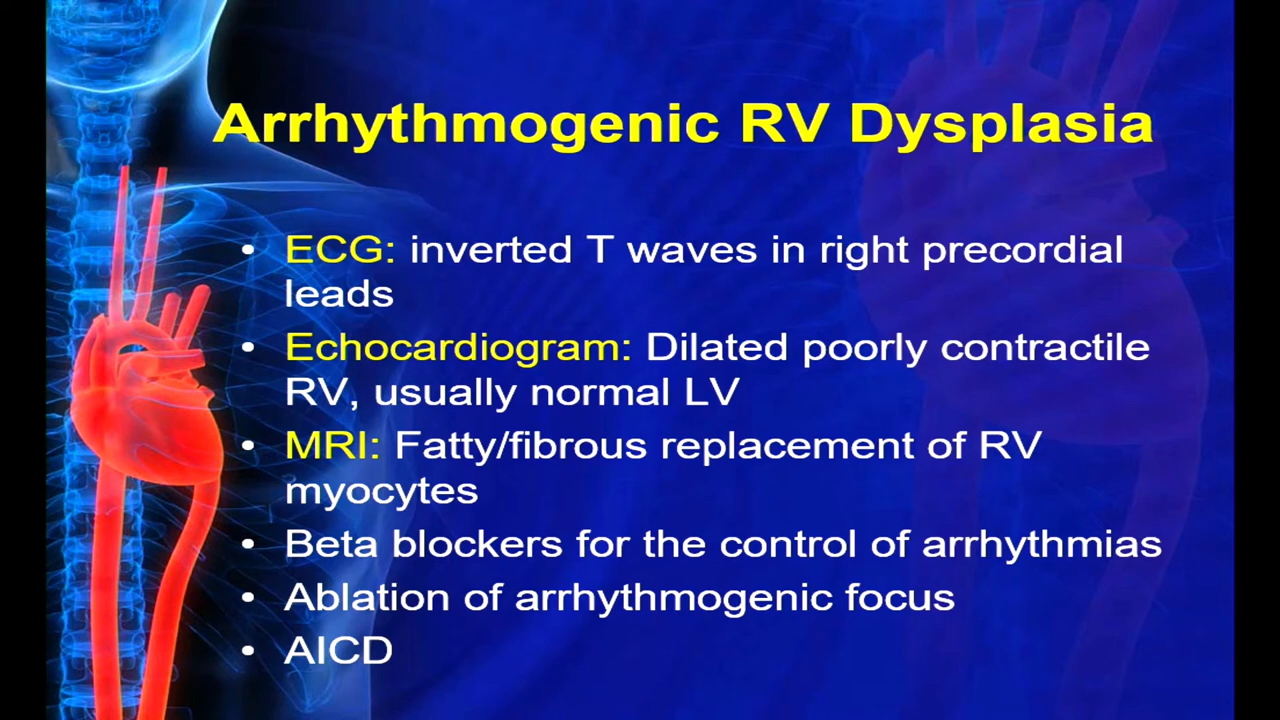 Arrhythmogenic RV Dysplasia
• ECG: inverted T waves in right precordial
leads
• Echocardiogram: Dilated poorly contractile
RV, usually normal LV
• MRI: Fatty/fibrous replacement of RV
myocytes
• Beta blockers for the control of arrhythmias
• Ablation of arrhythmogenic focus
• AICD